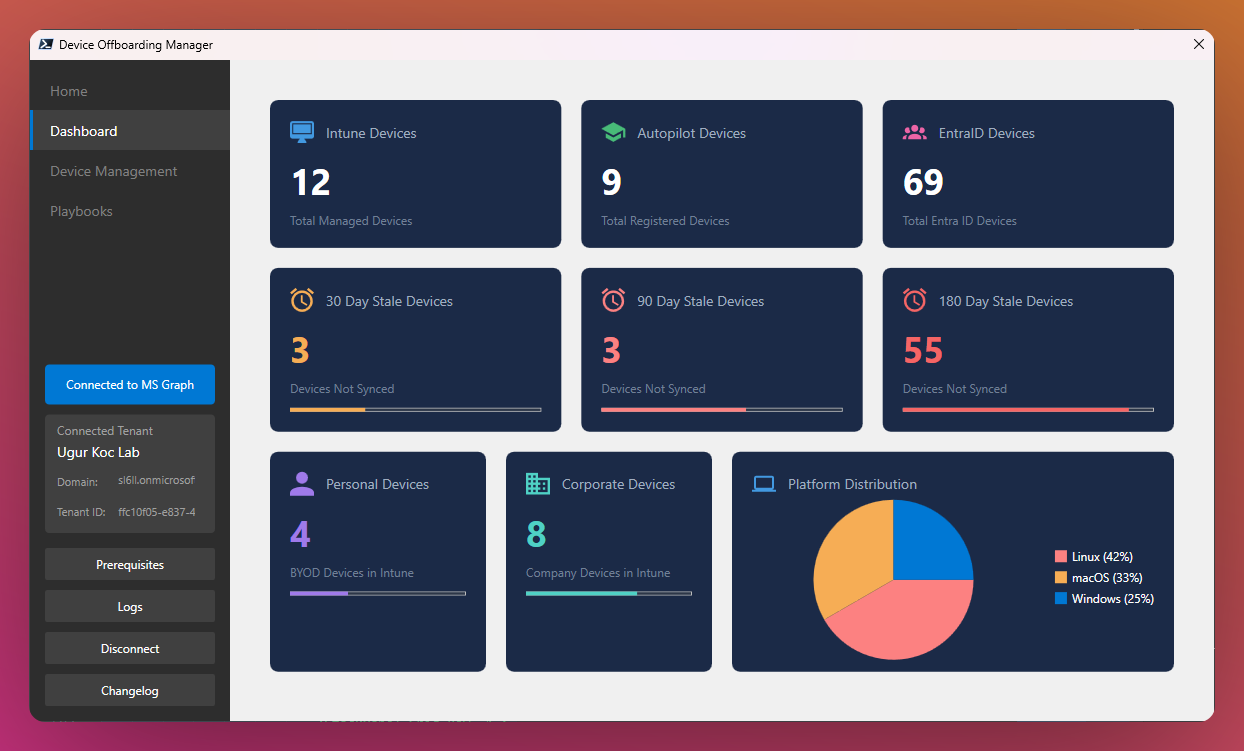 Device Offboarding Manager
Home
Dashboard
Device Management
Playbooks
Connected to MS Graph
Connected Tenant
Ugur Koc Lab
Domain: sl6ll.onmicrosof
Tenant ID: ffc10f05-e837-4
Prerequisites
Logs
Disconnect
Changelog
Intune Devices
12
Total Managed Devices
Autopilot Devices
9
Total Registered Devices
EntraID Devices
69
Total Entra ID Devices
30 Day Stale Devices
3
Devices Not Synced
90 Day Stale Devices
3
Devices Not Synced
180 Day Stale Devices
55
Devices Not Synced
Personal Devices
4
BYOD Devices in Intune
Corporate Devices
8
Company Devices in Intune
Platform Distribution
Linux (42%)
macOS (33%)
Windows (25%)